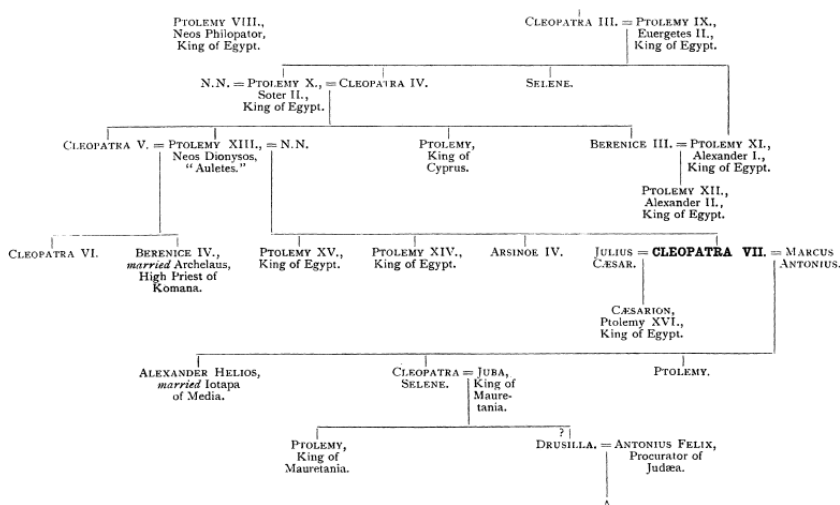 PTOLEMY VIII.,
Neos Philopator,
King of Egypt.
CLEOPATRA III. = PTOLEMY IX.,
Euergetes II.,
King of Egypt.
N.N. = PTOLEMY X., = CLEOPATRA IV.
Soter II.,
King of Egypt.
SELENE.
CLEOPATRA V. = PTOLEMY XIII., = N.N.
Neos Dionysos,
"Auletes."
PTOLEMY,
King of
Cyprus.
BERENICE III. = PTOLEMY XI.,
Alexander I.,
King of Egypt.
PTOLEMY XII.,
Alexander II.,
King of Egypt.
CLEOPATRA VI.
BERENICE IV.,
married Archelaus,
High Priest of
Komana.
PTOLEMY XV.,
King of Egypt.
PTOLEMY XIV.,
King of Egypt.
ARSINOE IV.
JULIUS = CLEOPATRA VII. = MARCUS
CÆSAR. ANTONIUS.
CÆSARION,
Ptolemy XVI.,
King of Egypt.
ALEXANDER HELIOS,
married Iotapa
of Media.
CLEOPATRA = JUBA,
SELENE. King of
Maure-
tania.
PTOLEMY.
PTOLEMY,
King of
Mauretania.
?
DRUSILLA. = ANTONIUS FELIX,
Procurator of
Judæa.